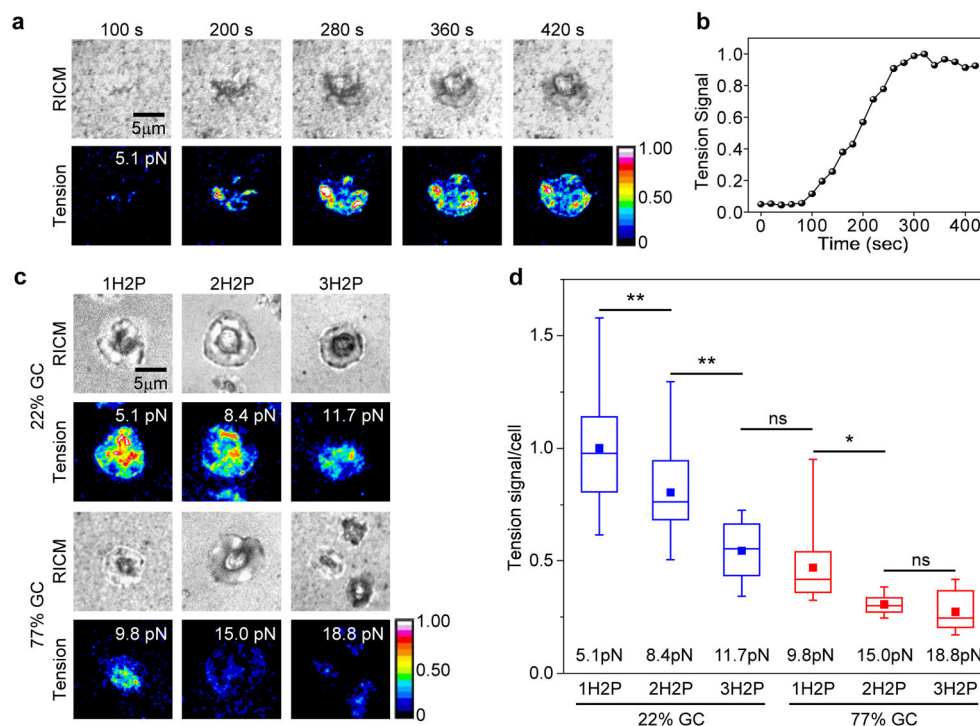 a
100 s 200 s 280 s 360 s 420 s
RICM
5μm
Tension
5.1 pN
1.00
0.50
0
b
Tension Signal
1.0
0.8
0.6
0.4
0.2
0.0
0 100 200 300 400
Time (sec)
c
1H2P 2H2P 3H2P
22% GC
RICM
5μm
Tension
5.1 pN 8.4 pN 11.7 pN
77% GC
RICM
Tension
9.8 pN 15.0 pN 18.8 pN
1.00
0.50
0
d
Tension signal/cell
1.5
1.0
0.5
0.0
**
**
ns
*
ns
5.1pN 8.4pN 11.7pN 9.8pN 15.0pN 18.8pN
1H2P 2H2P 3H2P 1H2P 2H2P 3H2P
22% GC 77% GC